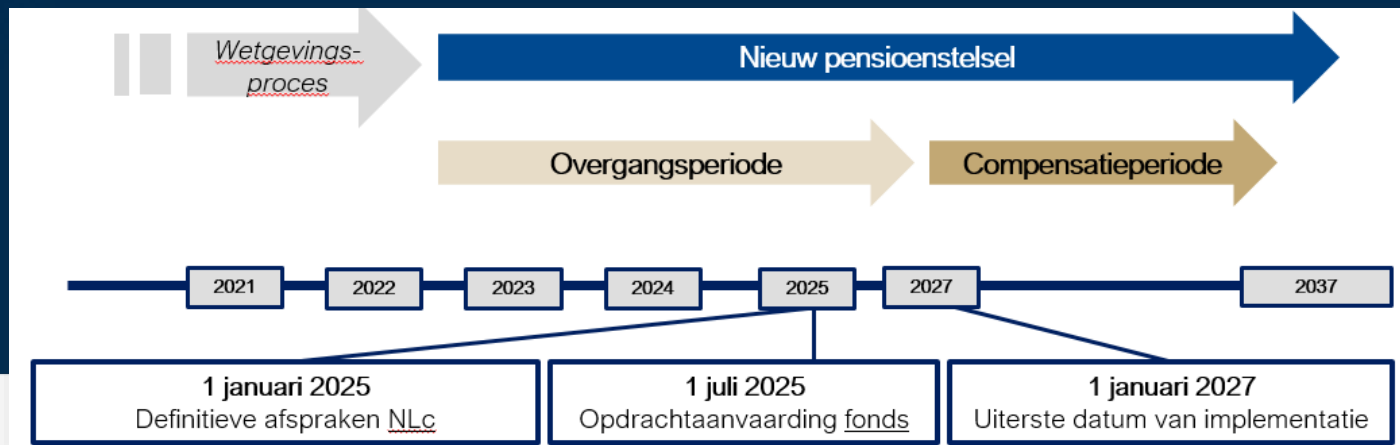 Wetgevings-
proces
Nieuw pensioenstelsel
Overgangsperiode
Compensatieperiode
2021
2022
2023
2024
2025
2027
2037
1 januari 2025
Definitieve afspraken NLc
1 juli 2025
Opdrachtaanvaarding fonds
1 januari 2027
Uiterste datum van implementatie